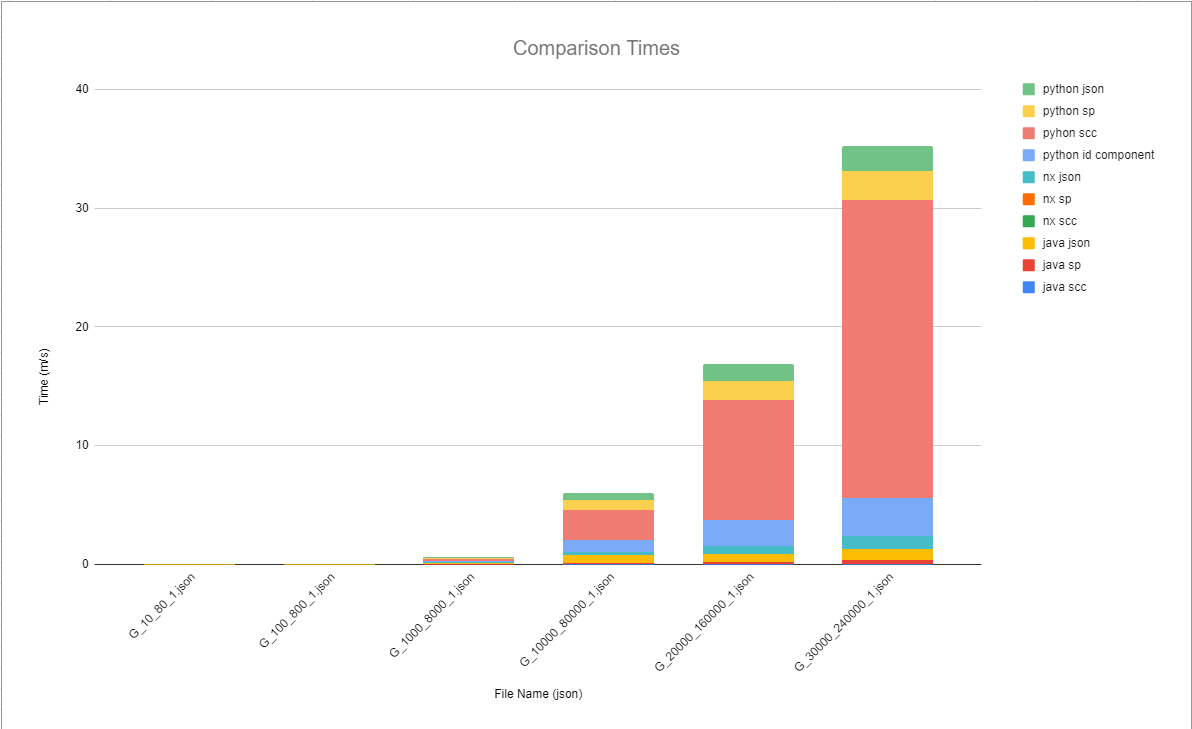 Comparison Times
40
30
20
10
0
Time (m/s)
G_10_80_1.json
G_100_800_1.json
G_1000_8000_1.json
G_10000_80000_1.json
G_20000_160000_1.json
G_30000_240000_1.json
File Name (json)
python json
python sp
pyhon scc
python id component
nx json
nx sp
nx scc
java json
java sp
java scc